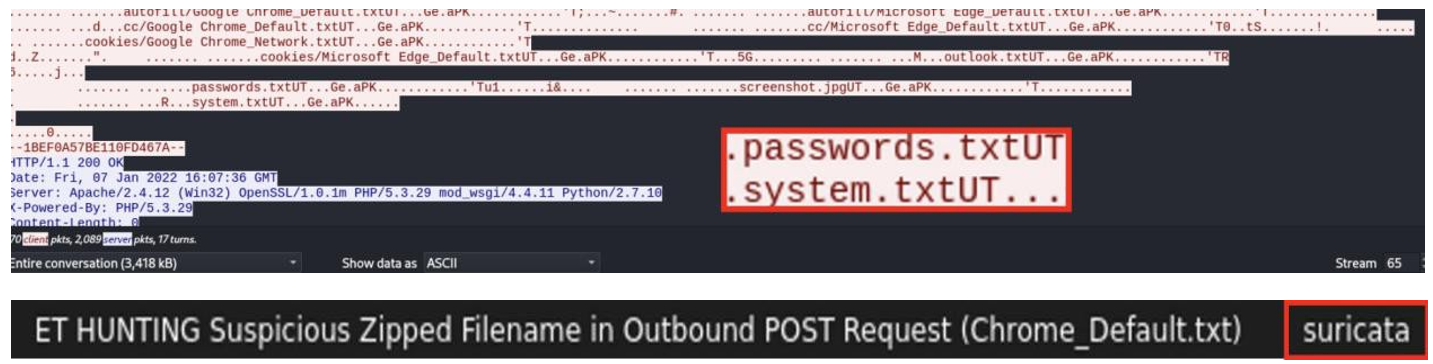 ....... .......autofill/Google Chrome_Default.txtUT...Ge.aPK...........'T;...~......#. ....... .......autofill/Microsoft Edge_Default.txtUT...Ge.aPK............'T..............
....... ...d...cc/Google Chrome_Default.txtUT...Ge.aPK............'T............... ....... .......cc/Microsoft Edge_Default.txtUT...Ge.aPK............'T0..tS.......!. .....
.. .......cookies/Google Chrome_Network.txtUT...Ge.aPK............'T
..Z.......". ....... .......cookies/Microsoft Edge_Default.txtUT...Ge.aPK............'T...5G......... ....... ...M...outlook.txtUT...Ge.aPK............'TR
.....j...
....... .......passwords.txtUT...Ge.aPK............'Tu1......i&.... ....... .......screenshot.jpgUT...Ge.aPK............'T............
. ....... ...R...system.txtUT...Ge.aPK......
.
.....0.....
--1BEF0A57BE110FD467A--
HTTP/1.1 200 OK
Date: Fri, 07 Jan 2022 16:07:36 GMT
Server: Apache/2.4.12 (Win32) OpenSSL/1.0.1m PHP/5.3.29 mod_wsgi/4.4.11 Python/2.7.10
X-Powered-By: PHP/5.3.29
Content-Length: 0
.passwords.txtUT
.system.txtUT...
70 client pkts, 2,089 server pkts, 17 turns.
Entire conversation (3,418 kB) Show data as ASCII Stream 65
ET HUNTING Suspicious Zipped Filename in Outbound POST Request (Chrome_Default.txt) suricata